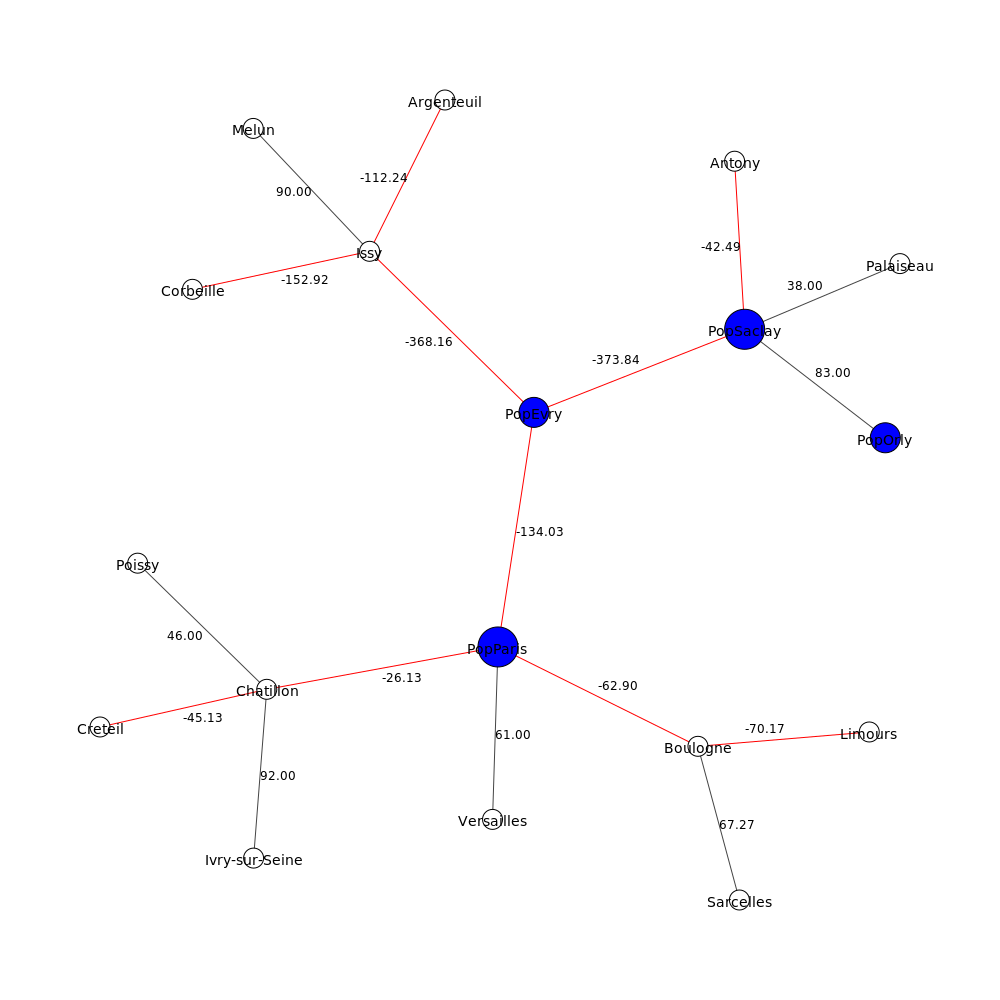 Argenteuil
Melun
Antony
-112.24
90.00
-42.49
Issy
Palaiseau
-152.92
38.00
Corbeille
PopSaclay
-368.16
-373.84
83.00
PopEvry
PopOrly
-134.03
Poissy
46.00
PopParis
-26.13
-62.90
Chatillon
-45.13
Creteil
61.00
-70.17
Limours
Boulogne
92.00
Versailles
67.27
Ivry-sur-Seine
Sarcelles